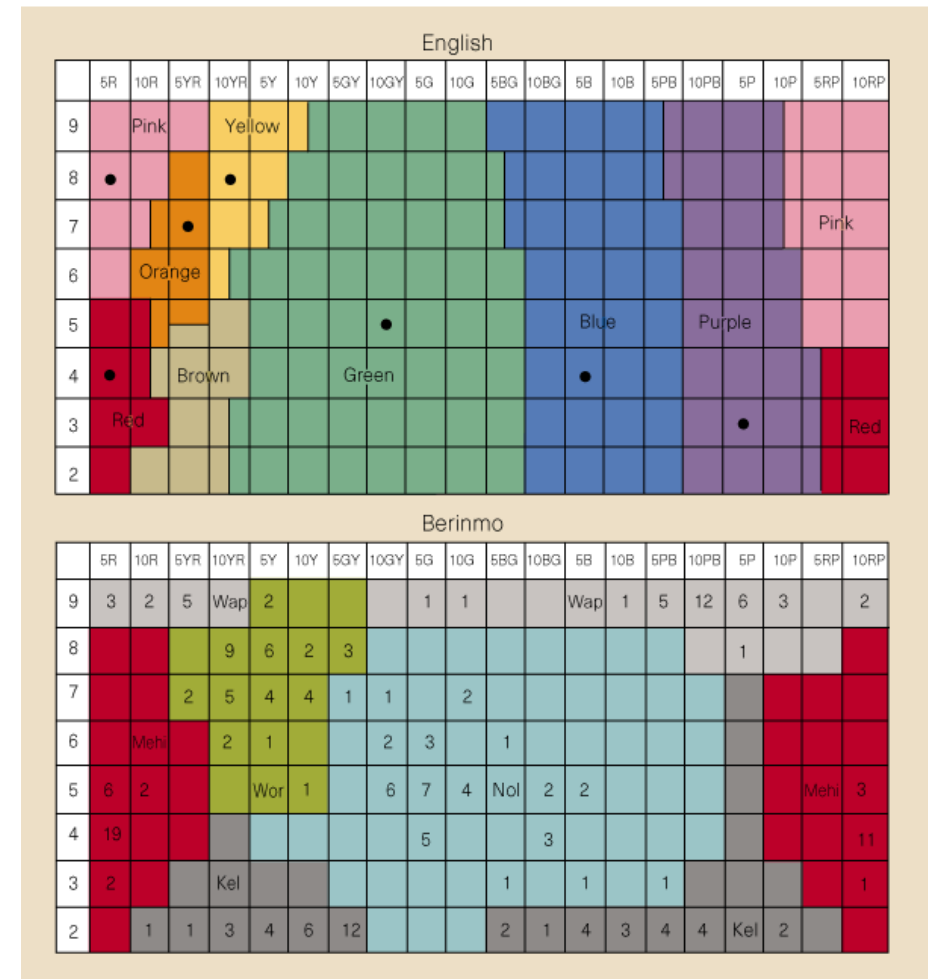 English
5R 10R 5YR 10YR 5Y 10Y 5GY 10GY 5G 10G 5BG 10BG 5B 10B 5PB 10PB 5P 10P 5RP 10RP
9 Pink Yellow
8
7 Pink
6 Orange
5 Blue Purple
4 Brown Green
3 Red Red
2
Berinmo
5R 10R 5YR 10YR 5Y 10Y 5GY 10GY 5G 10G 5BG 10BG 5B 10B 5PB 10PB 5P 10P 5RP 10RP
9 3 2 5 Wap 2 1 1 Wap 1 5 12 6 3 2
8 9 6 2 3 1
7 2 5 4 4 1 1 2
6 Mehi 2 1 2 3 1
5 6 2 Wor 1 6 7 4 Nol 2 2 Mehi 3
4 19 5 3 11
3 2 Kel 1 1 1 1
2 1 1 3 4 6 12 2 1 4 3 4 4 Kel 2